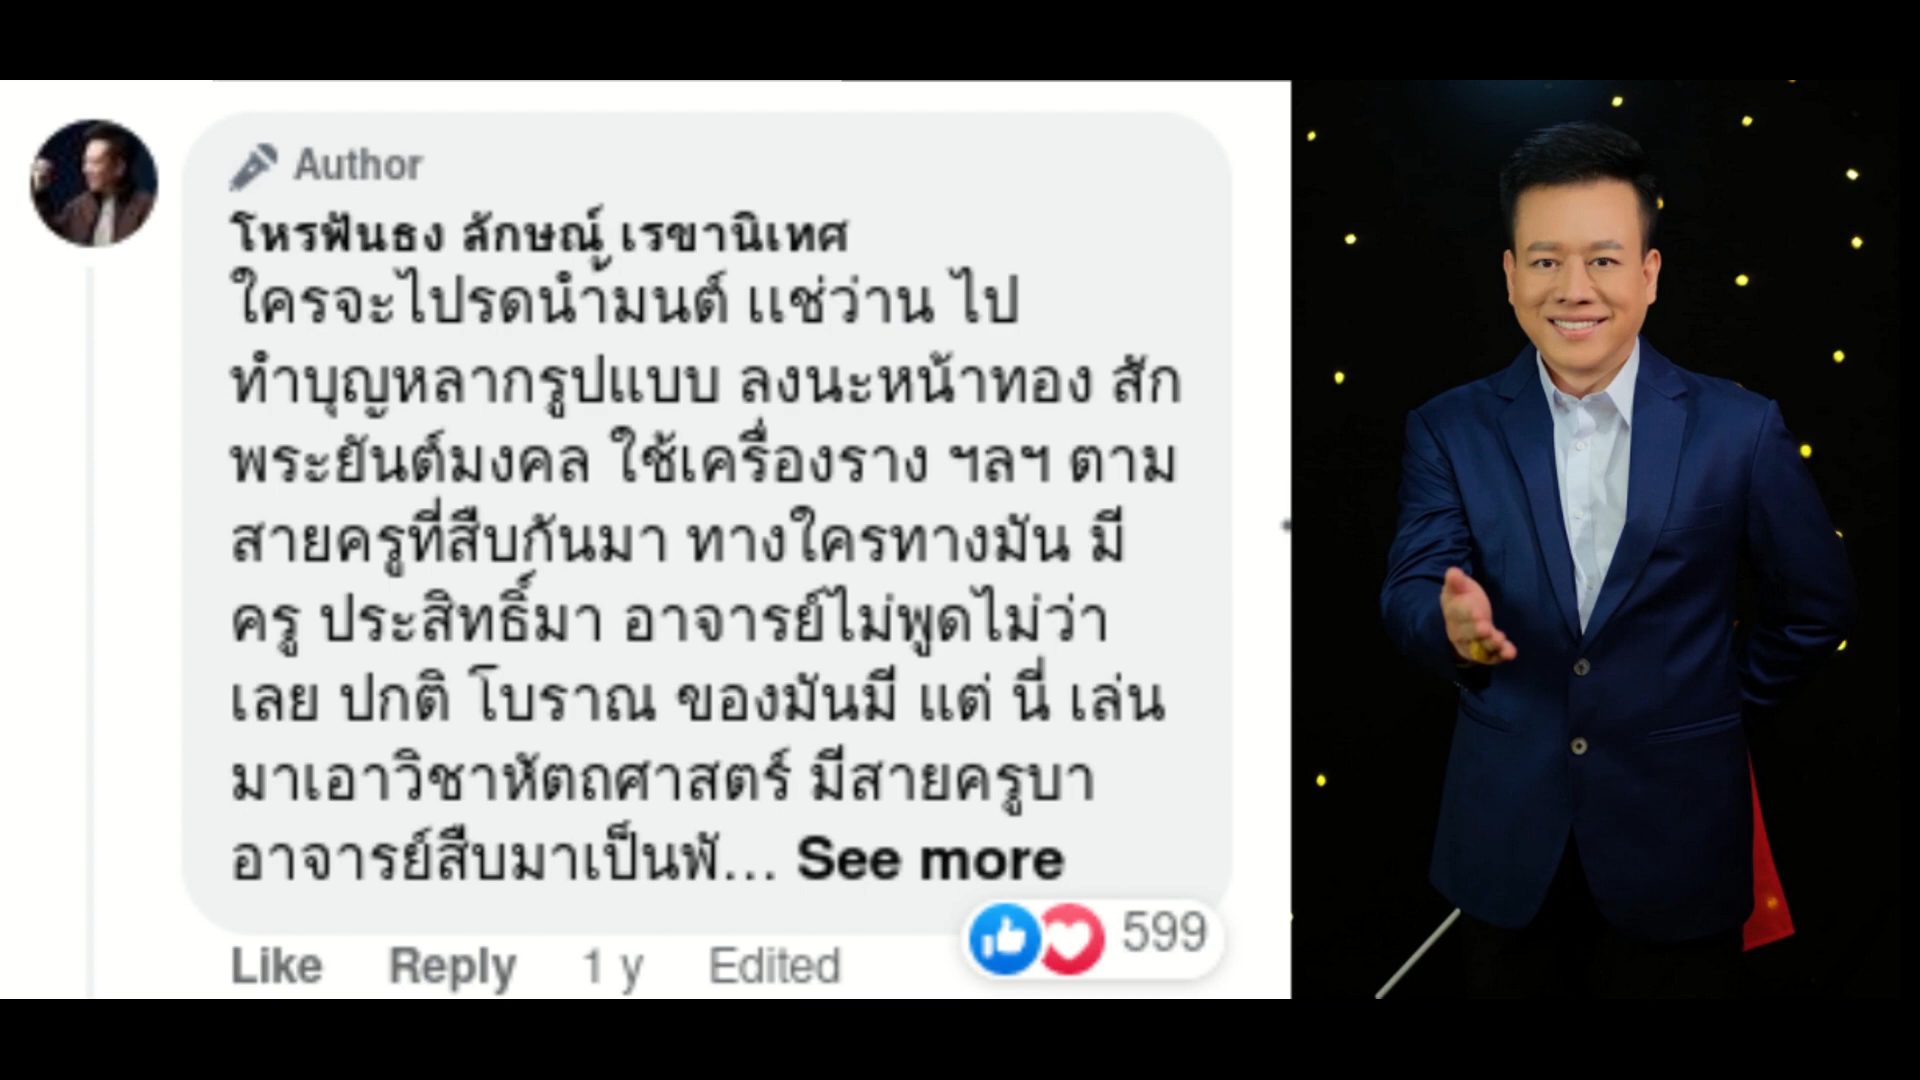 Author
โหรฟันธง ลักษณ์ เรขานิเทศ
ใครจะไปรดน้ำมนต์ แช่ว่าน ไป
ทำบุญหลากรูปแบบ ลงนะหน้าทอง สัก
พระยันต์มงคล ใช้เครื่องราง ฯลฯ ตาม
สายครูที่สืบกันมา ทางใครทางมัน มี
ครู ประสิทธิ์มา อาจารย์ไม่พูดไม่ว่า
เลย ปกติ โบราณ ของมันมี แต่ นี่ เล่น
มาเอาวิชาหัตถศาสตร์ มีสายครูบา
อาจารย์สืบมาเป็นพั... See more
599
Like Reply 1 y Edited